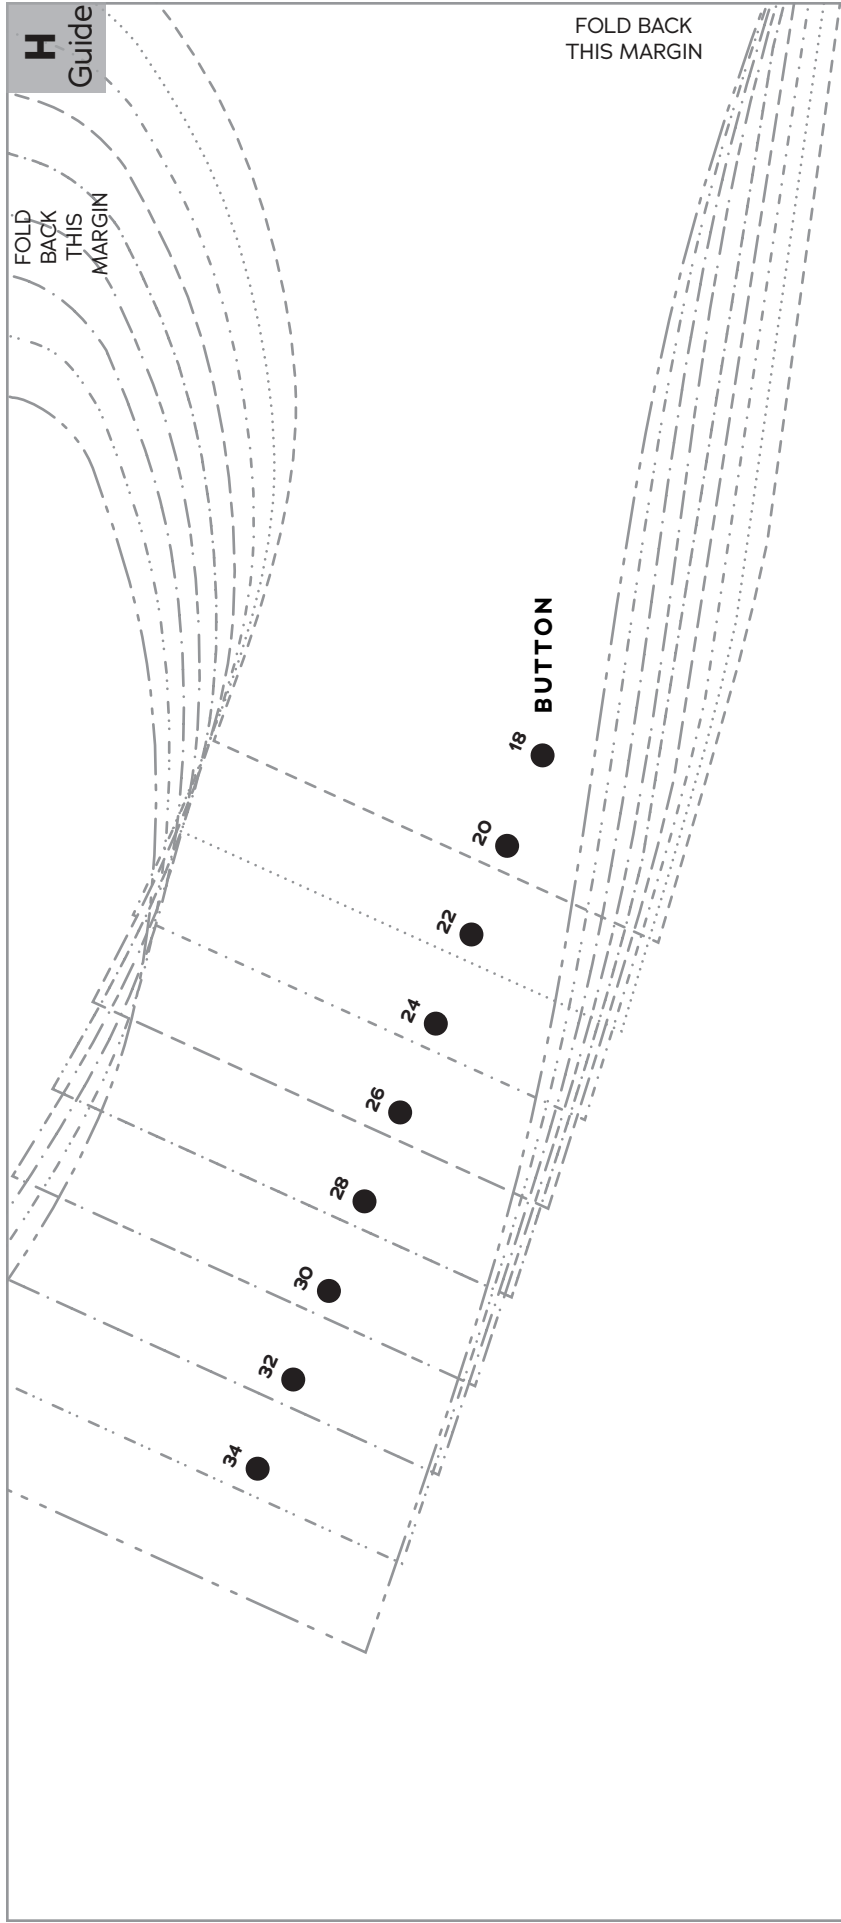 H
Guide
FOLD BACK
THIS MARGIN
FOLD
BACK
THIS
MARGIN
BUTTON
18
20
22
24
26
28
30
32
34